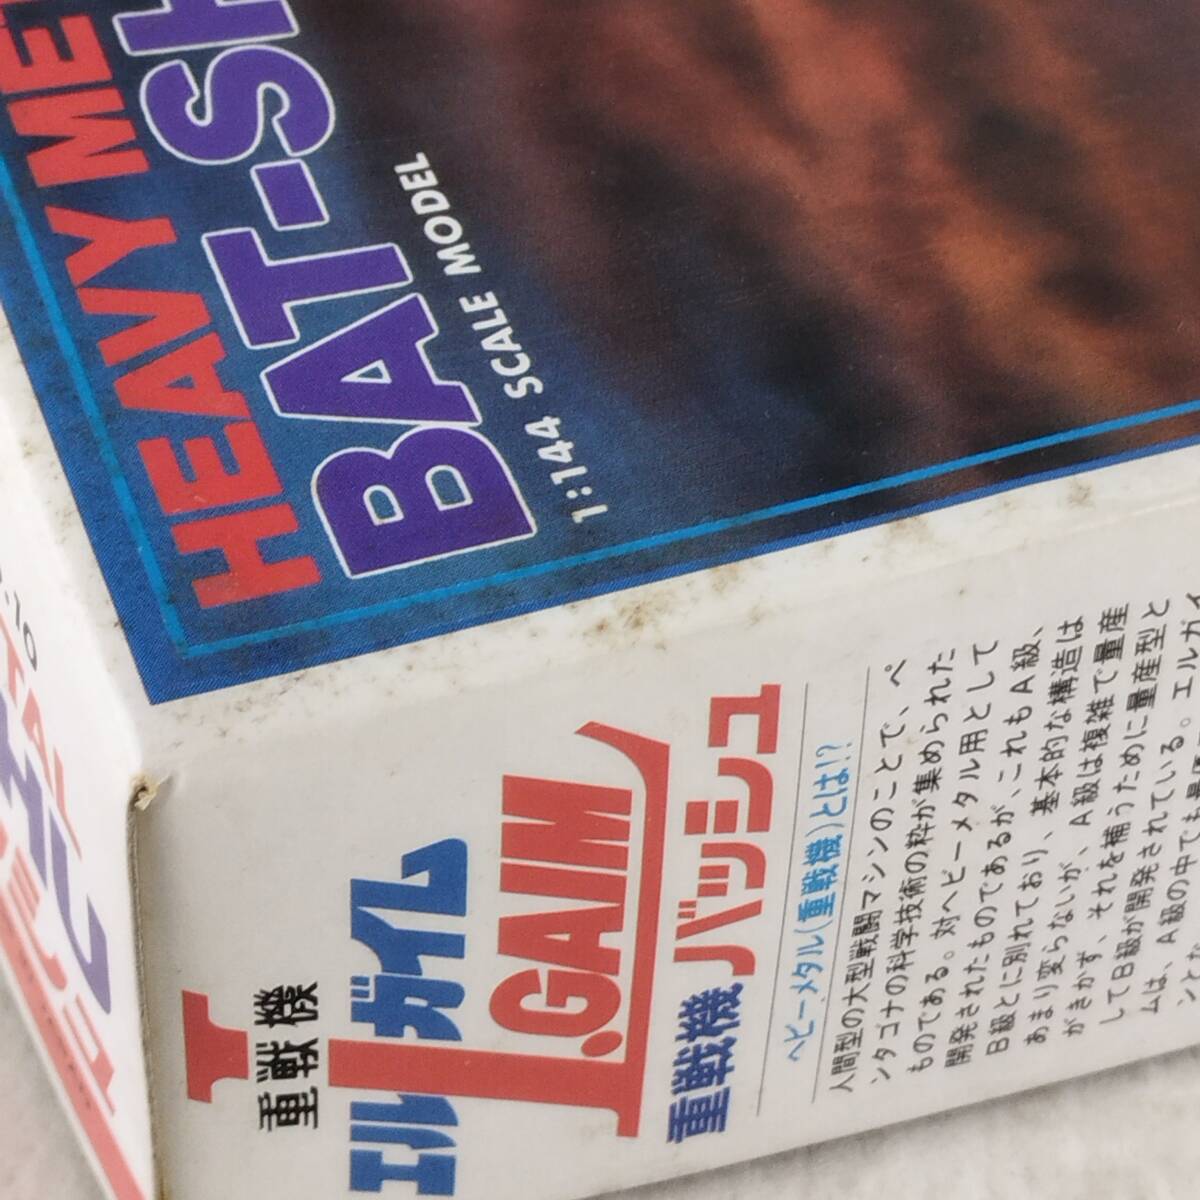 HEAVY ME
BAT-SH
1:144 SCALE MODEL
重戦機
エルガイム
L.GAIM
重戦機 バッシュ
ヘビーメタル(重戦機)とは!?
人間型の大型戦闘マシンのことで、ペ
ンタゴナの科学技術の粋が集められた
ものである。対ヘビーメタル用として
開発されたものであるが、これもA級、
B級とに別れており、基本的な構造は
あまり変らないが、A級は複雑で量産
がきかず、それを補うために量産型と
してB級が開発されている。エルガイ
ムは、A級の中でも最
TAL